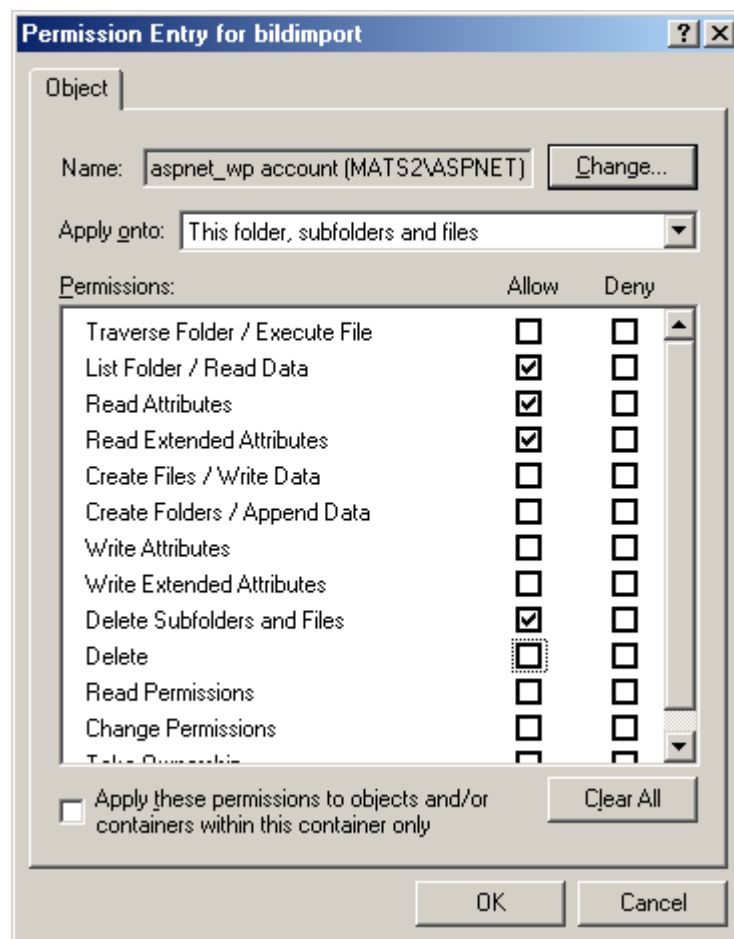 Permission Entry for bildimport
Object
Name: aspnet_wp account (MATS2\ASPNET) Change...
Apply onto: This folder, subfolders and files
Permissions: Allow Deny
Traverse Folder / Execute File
List Folder / Read Data
Read Attributes
Read Extended Attributes
Create Files / Write Data
Create Folders / Append Data
Write Attributes
Write Extended Attributes
Delete Subfolders and Files
Delete
Read Permissions
Change Permissions
Take Ownership
Apply these permissions to objects and/or Clear All
containers within this container only
OK Cancel